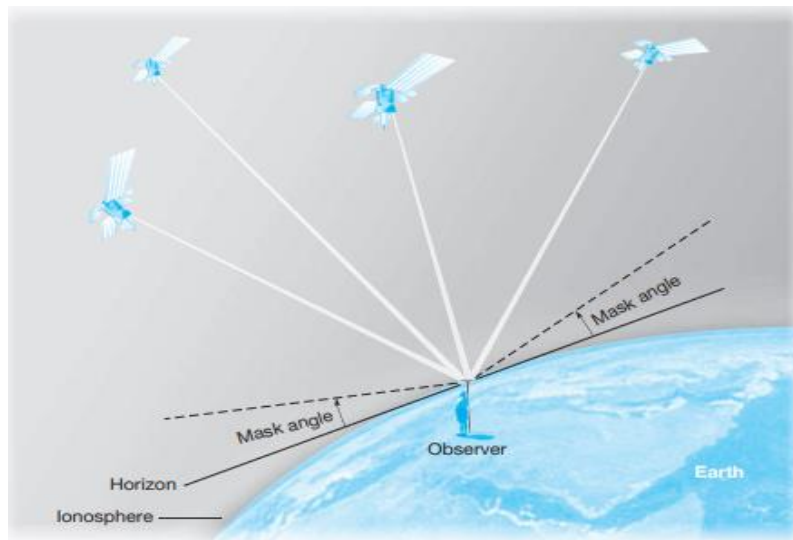 Mask angle
Mask angle
Observer
Earth
Horizon
Ionosphere